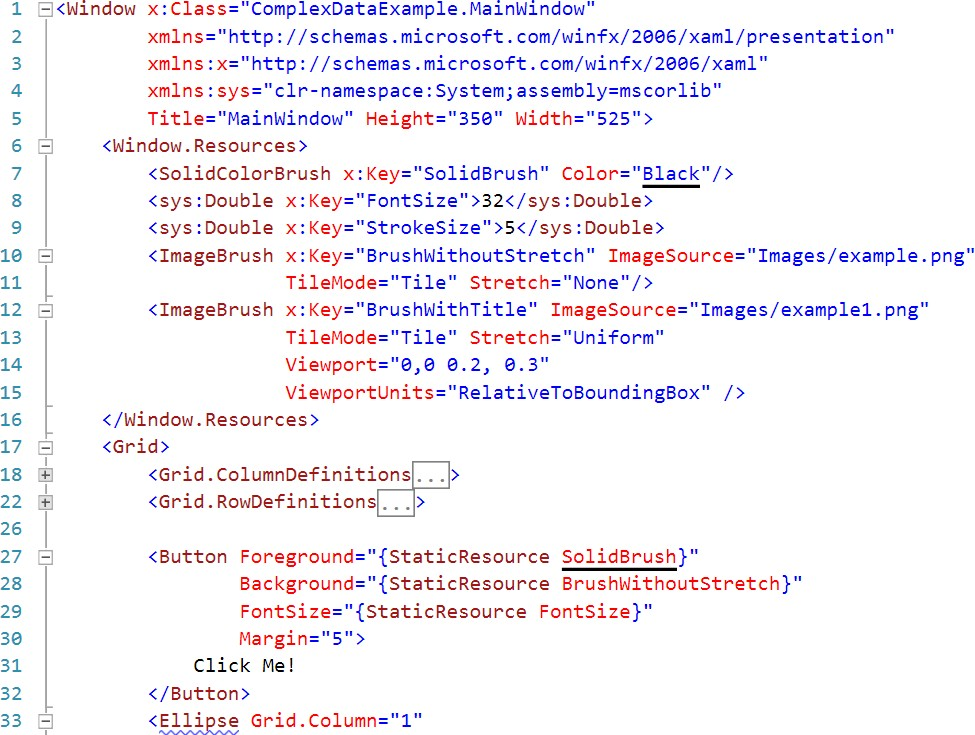 1 <Window x:Class="ComplexDataExample.MainWindow"
2 xmlns="http://schemas.microsoft.com/winfx/2006/xaml/presentation"
3 xmlns:x="http://schemas.microsoft.com/winfx/2006/xaml"
4 xmlns:sys="clr-namespace:System;assembly=mscorlib"
5 Title="MainWindow" Height="350" Width="525">
6 <Window.Resources>
7 <SolidColorBrush x:Key="SolidBrush" Color="Black"/>
8 <sys:Double x:Key="FontSize">32</sys:Double>
9 <sys:Double x:Key="StrokeSize">5</sys:Double>
10 <ImageBrush x:Key="BrushWithoutStretch" ImageSource="Images/example.png"
11 TileMode="Tile" Stretch="None"/>
12 <ImageBrush x:Key="BrushWithTitle" ImageSource="Images/example1.png"
13 TileMode="Tile" Stretch="Uniform"
14 Viewport="0,0 0.2, 0.3"
15 ViewportUnits="RelativeToBoundingBox" />
16 </Window.Resources>
17 <Grid>
18 <Grid.ColumnDefinitions...>
22 <Grid.RowDefinitions...>
26
27 <Button Foreground="{StaticResource SolidBrush}"
28 Background="{StaticResource BrushWithoutStretch}"
29 FontSize="{StaticResource FontSize}"
30 Margin="5">
31 Click Me!
32 </Button>
33 <Ellipse Grid.Column="1"